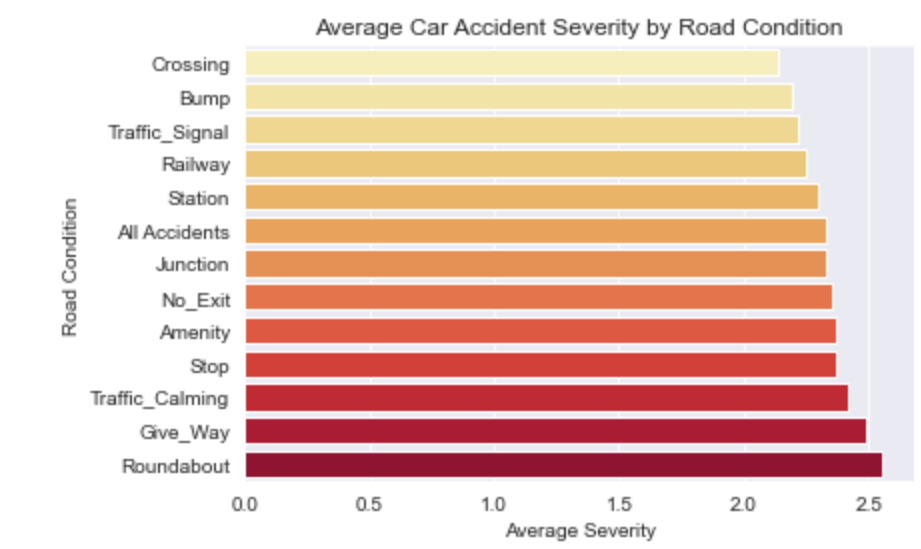 Average Car Accident Severity by Road Condition
Crossing
Bump
Traffic_Signal
Railway
Station
All Accidents
Junction
No_Exit
Amenity
Stop
Traffic_Calming
Give_Way
Roundabout
Road Condition
0.0 0.5 1.0 1.5 2.0 2.5
Average Severity